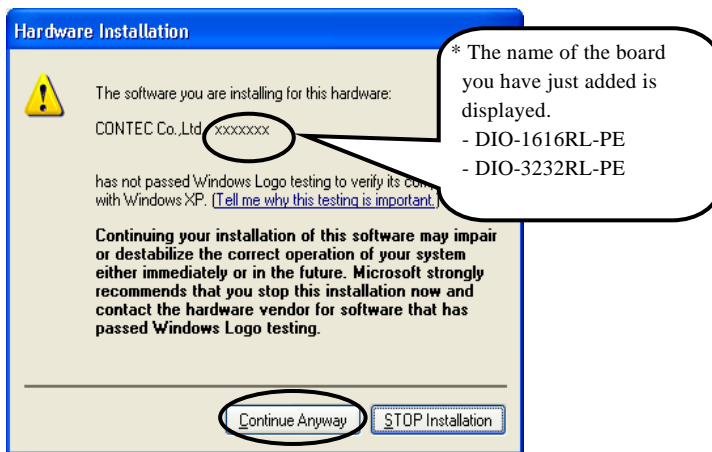 Hardware Installation
The software you are installing for this hardware:
CONTEC Co.,Ltd xxxxxxx
has not passed Windows Logo testing to verify its com
with Windows XP. (Tell me why this testing is important.)
Continuing your installation of this software may impair
or destabilize the correct operation of your system
either immediately or in the future. Microsoft strongly
recommends that you stop this installation now and
contact the hardware vendor for software that has
passed Windows Logo testing.
Continue Anyway
STOP Installation
* The name of the board
you have just added is
displayed.
- DIO-1616RL-PE
- DIO-3232RL-PE